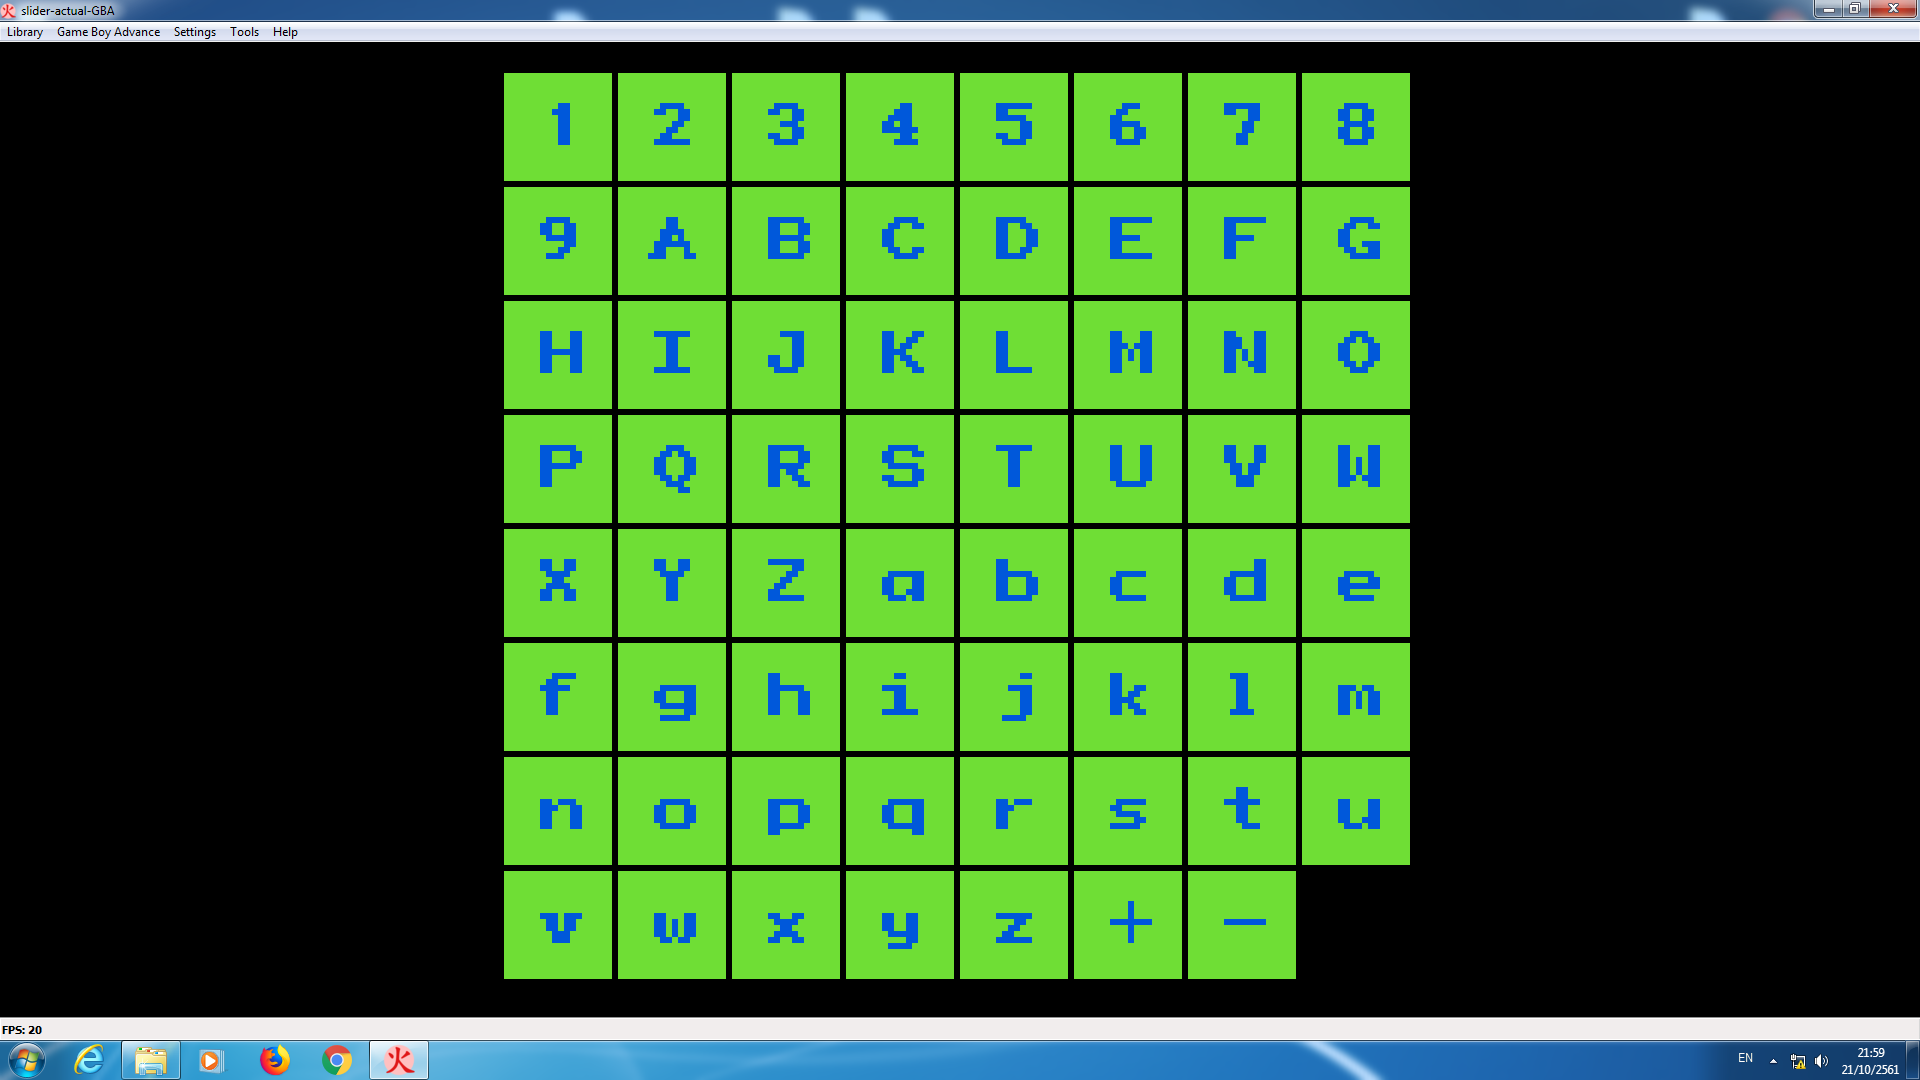 slider-actual-GBA
Library Game Boy Advance Settings Tools Help
1 2 3 4 5 6 7 8
9 A B C D E F G
H I J K L M N O
P Q R S T U V W
X Y Z a b c d e
f g h i j k l m
n o p q r s t u
v w x y z + −
FPS: 20
火 EN 21:59
21/10/2561